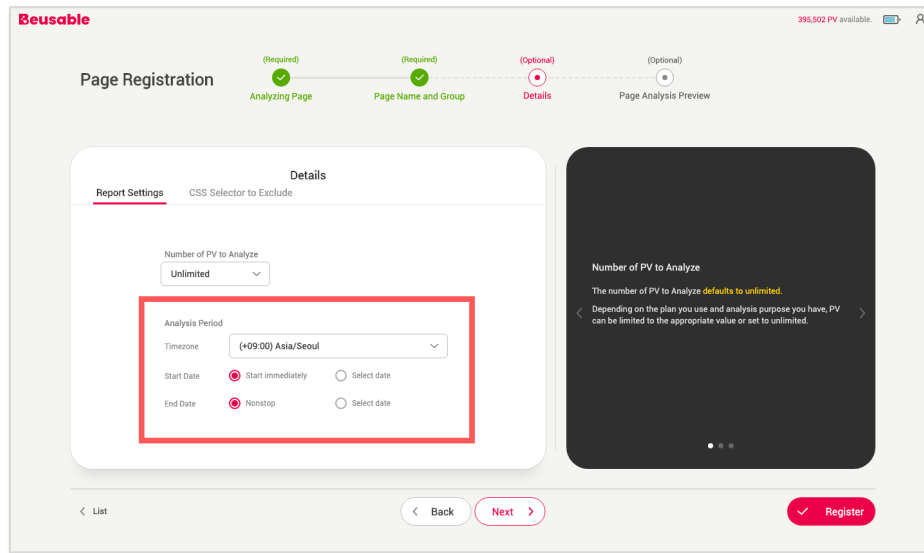 Beusable
395,502 PV available.
Page Registration
(Required)
Analyzing Page
(Required)
Page Name and Group
(Optional)
Details
(Optional)
Page Analysis Preview
Details
Report Settings
CSS Selector to Exclude
Number of PV to Analyze
Unlimited
Analysis Period
Timezone
(+09:00) Asia/Seoul
Start Date
Start immediately
Select date
End Date
Nonstop
Select date
Number of PV to Analyze
The number of PV to Analyze defaults to unlimited.
Depending on the plan you use and analysis purpose you have, PV
can be limited to the appropriate value or set to unlimited.
List
Back
Next
Register